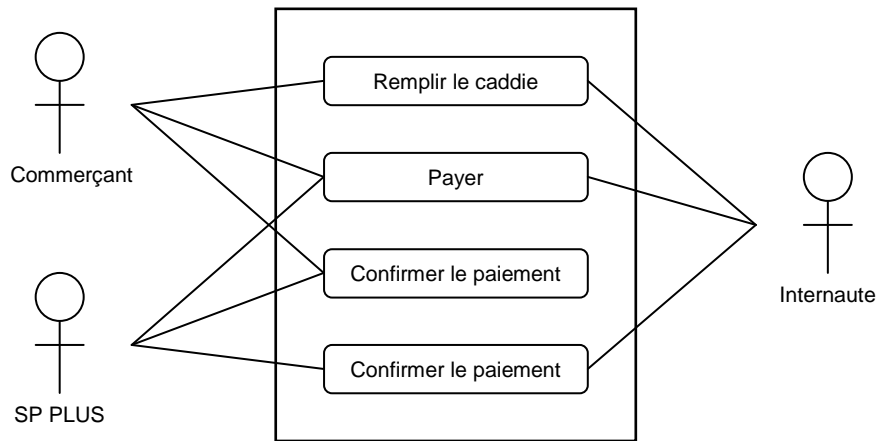 Remplir le caddie
Commerçant
Payer
Confirmer le paiement
Internaute
Confirmer le paiement
SP PLUS